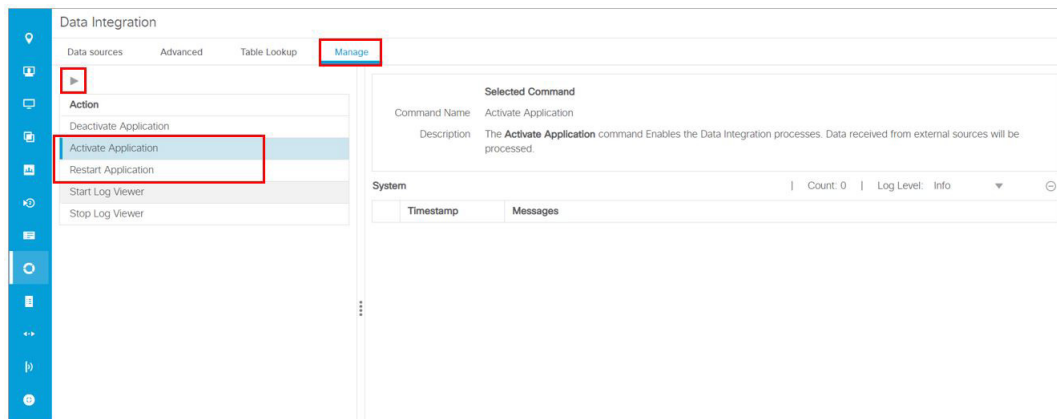 Data Integration
Data sources Advanced Table Lookup Manage
Action
Deactivate Application
Activate Application
Restart Application
Start Log Viewer
Stop Log Viewer
Selected Command
Command Name Activate Application
Description The Activate Application command Enables the Data Integration processes. Data received from external sources will be
processed.
System | Count: 0 | Log Level: Info
Timestamp Messages